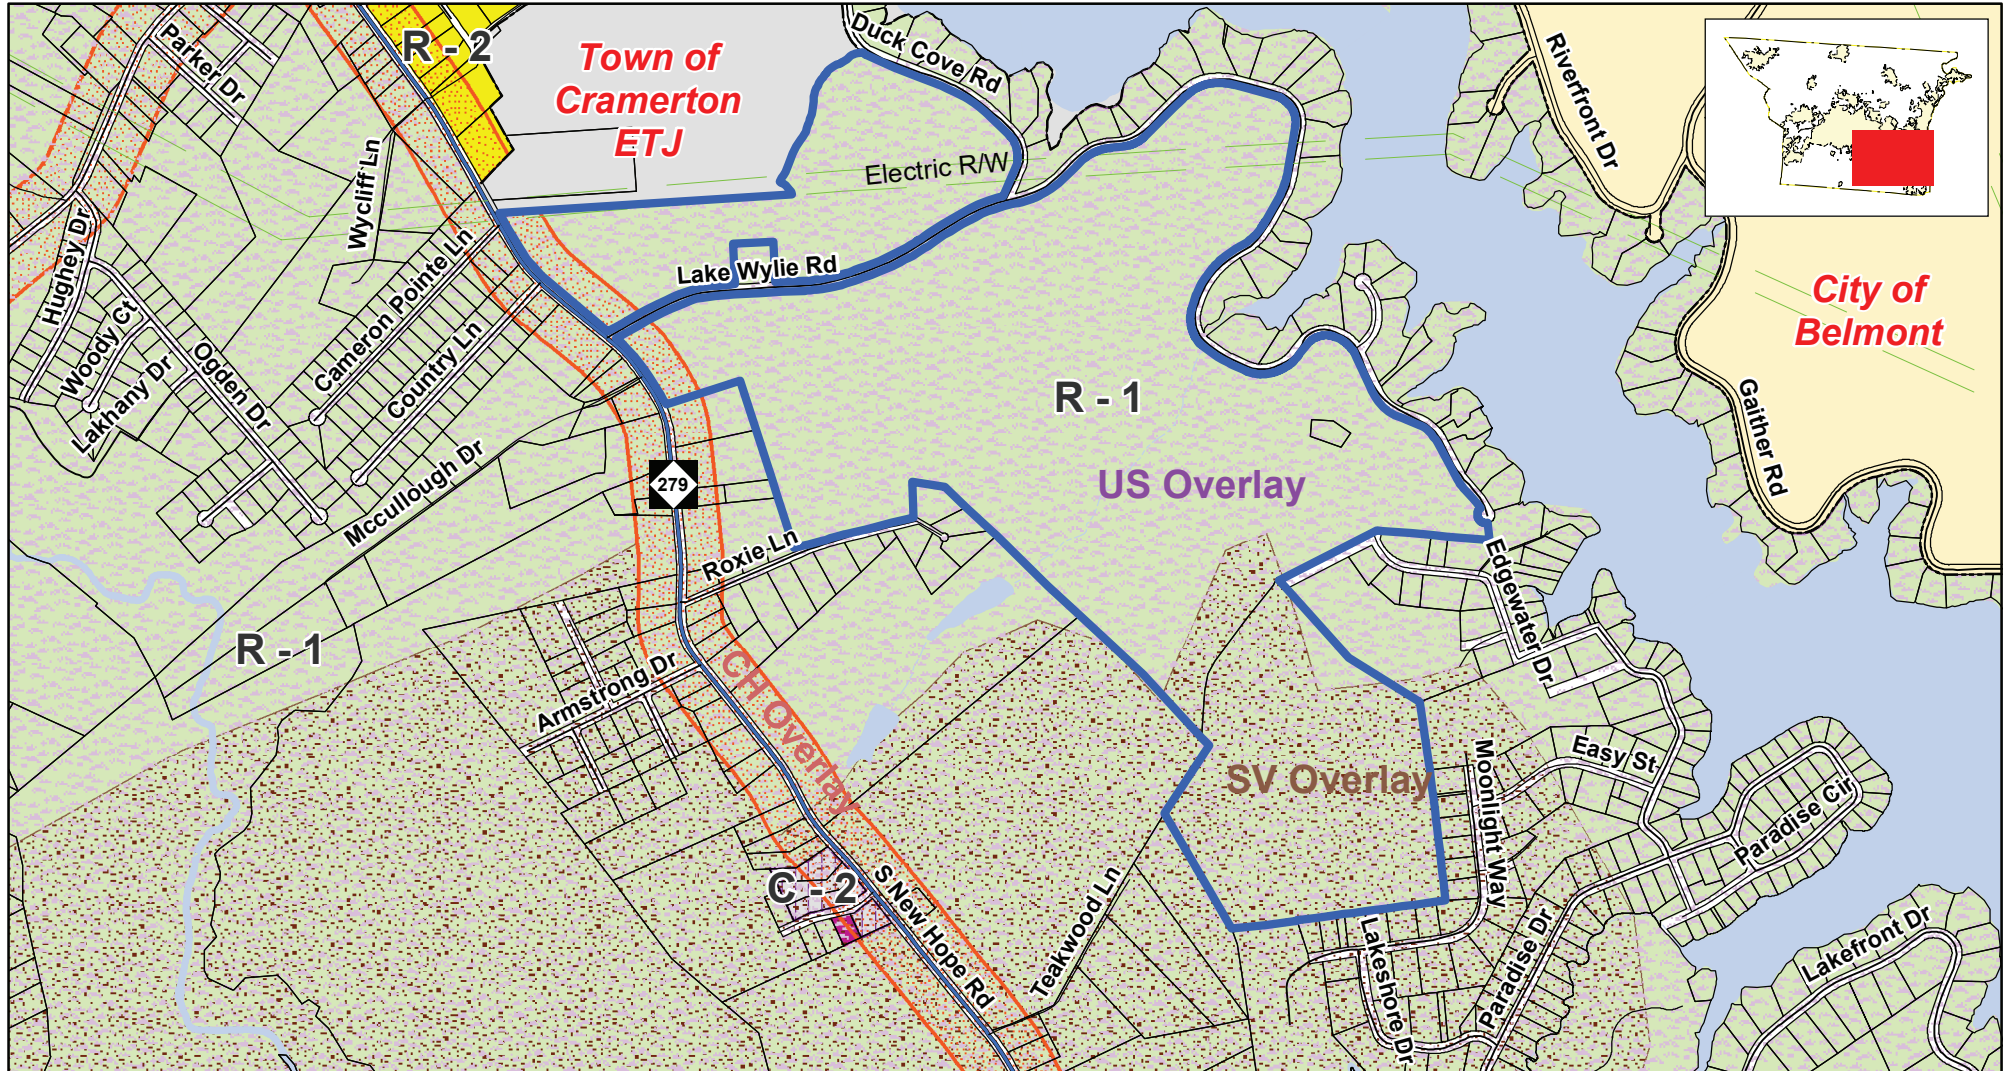 R - 2
Town of
Cramerton
ETJ
Duck Cove Rd
Riverfront Dr
Parker Dr
Electric R/W
Wycliff Ln
Hughey Dr
Cameron Pointe Ln
Lake Wylie Rd
City of
Belmont
Woody Ct
Lakhany Dr
Ogden Dr
Country Ln
R - 1
Gaither Rd
Mccullough Dr
279
US Overlay
Roxie Ln
Edgewater Dr
R - 1
Armstrong Dr
CH Overlay
SV Overlay
Moonlight Way
Easy St
Paradise Cir
C - 2
S New Hope Rd
Teakwood Ln
Lakeshore Dr
Paradise Dr
Lakefront Dr